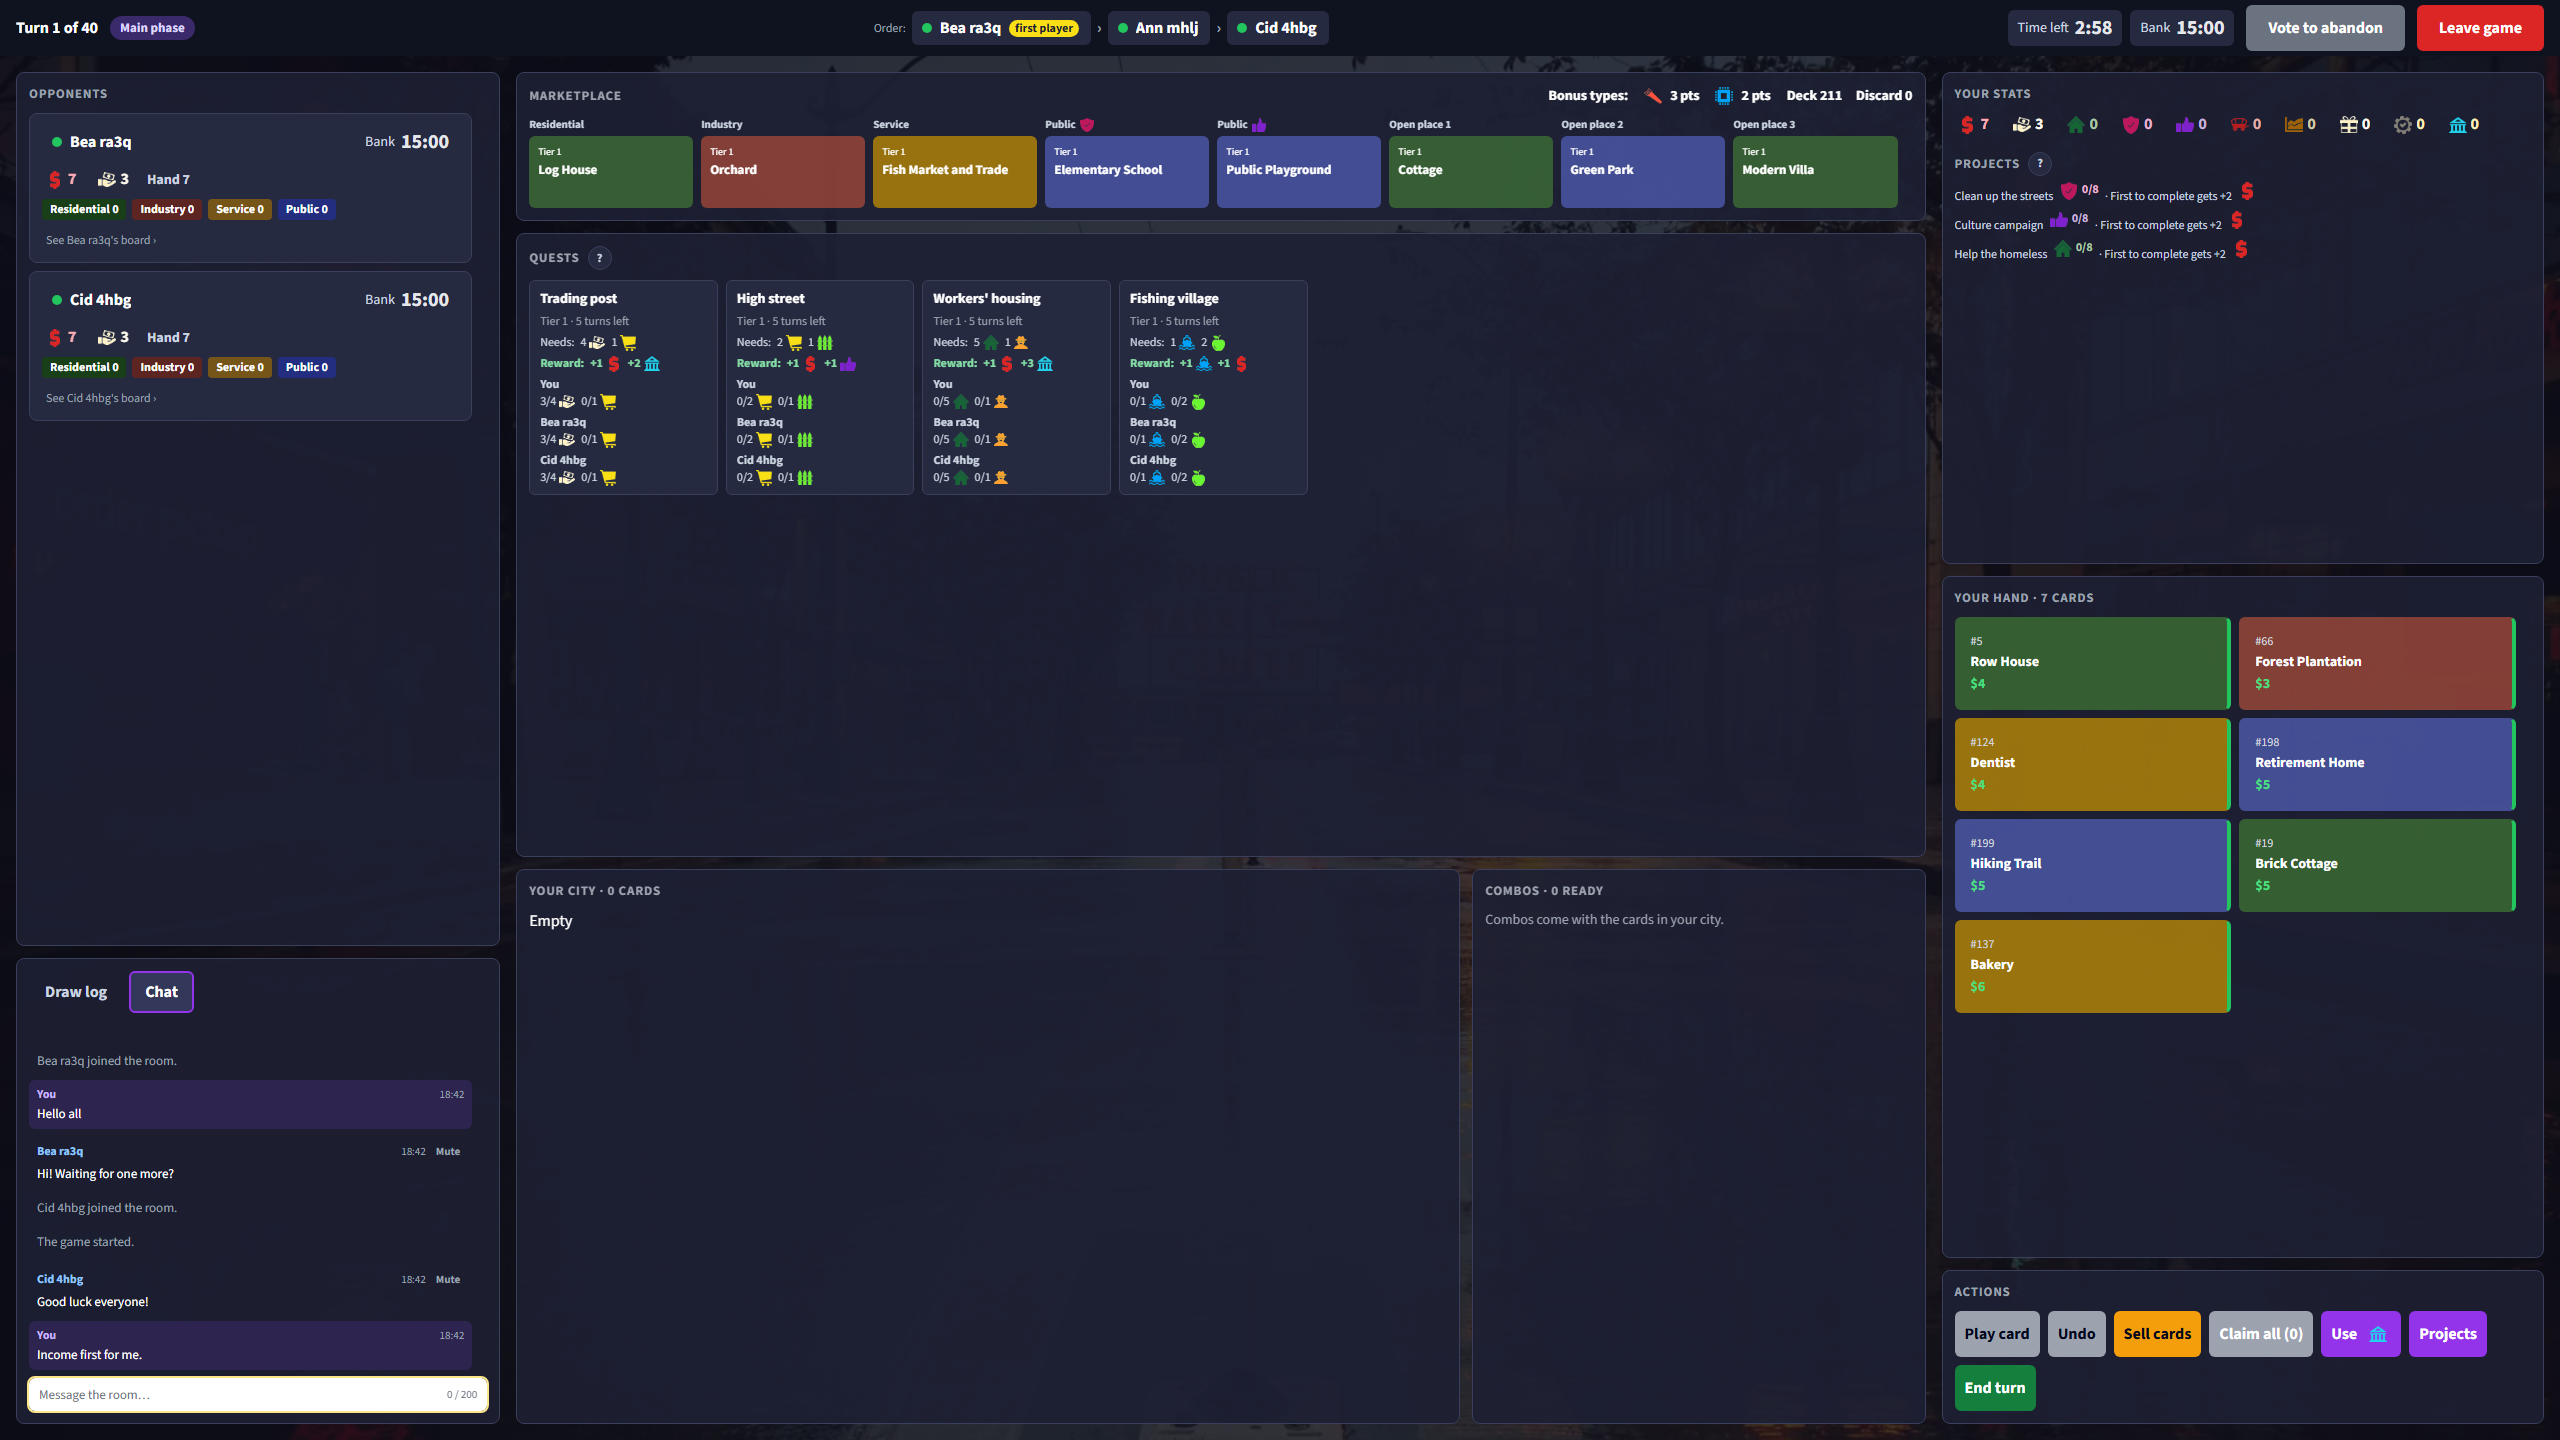 Turn 1 of 40 Main phase
Order: Bea ra3q first player › Ann mhlj › Cid 4hbg
Time left 2:58 Bank 15:00 Vote to abandon Leave game
OPPONENTS
Bea ra3q Bank 15:00
7 3 Hand 7
Residential 0 Industry 0 Service 0 Public 0
See Bea ra3q's board ›
Cid 4hbg Bank 15:00
7 3 Hand 7
Residential 0 Industry 0 Service 0 Public 0
See Cid 4hbg's board ›
Draw log Chat
Bea ra3q joined the room.
You 18:42
Hello all
Bea ra3q 18:42 Mute
Hi! Waiting for one more?
Cid 4hbg joined the room.
The game started.
Cid 4hbg 18:42 Mute
Good luck everyone!
You 18:42
Income first for me.
Message the room… 0 / 200
MARKETPLACE Bonus types: 3 pts 2 pts Deck 211 Discard 0
Residential Industry Service Public Public Open place 1 Open place 2 Open place 3
Tier 1 Tier 1 Tier 1 Tier 1 Tier 1 Tier 1 Tier 1 Tier 1
Log House Orchard Fish Market and Trade Elementary School Public Playground Cottage Green Park Modern Villa
QUESTS ?
Trading post
Tier 1 · 5 turns left
Needs: 4 1
Reward: +1 +2
You
3/4 0/1
Bea ra3q
3/4 0/1
Cid 4hbg
3/4 0/1
High street
Tier 1 · 5 turns left
Needs: 2 1
Reward: +1 +1
You
0/2 0/1
Bea ra3q
0/2 0/1
Cid 4hbg
0/2 0/1
Workers' housing
Tier 1 · 5 turns left
Needs: 5 1
Reward: +1 +3
You
0/5 0/1
Bea ra3q
0/5 0/1
Cid 4hbg
0/5 0/1
Fishing village
Tier 1 · 5 turns left
Needs: 1 2
Reward: +1 +1
You
0/1 0/2
Bea ra3q
0/1 0/2
Cid 4hbg
0/1 0/2
YOUR CITY · 0 CARDS
Empty
COMBOS · 0 READY
Combos come with the cards in your city.
YOUR STATS
$ 7 3 0 0 0 0 0 0 0 0
PROJECTS ?
Clean up the streets 0/8 · First to complete gets +2 $
Culture campaign 0/8 · First to complete gets +2 $
Help the homeless 0/8 · First to complete gets +2 $
YOUR HAND · 7 CARDS
#5
Row House
$4
#66
Forest Plantation
$3
#124
Dentist
$4
#198
Retirement Home
$5
#199
Hiking Trail
$5
#19
Brick Cottage
$5
#137
Bakery
$6
ACTIONS
Play card Undo Sell cards Claim all (0) Use Projects
End turn